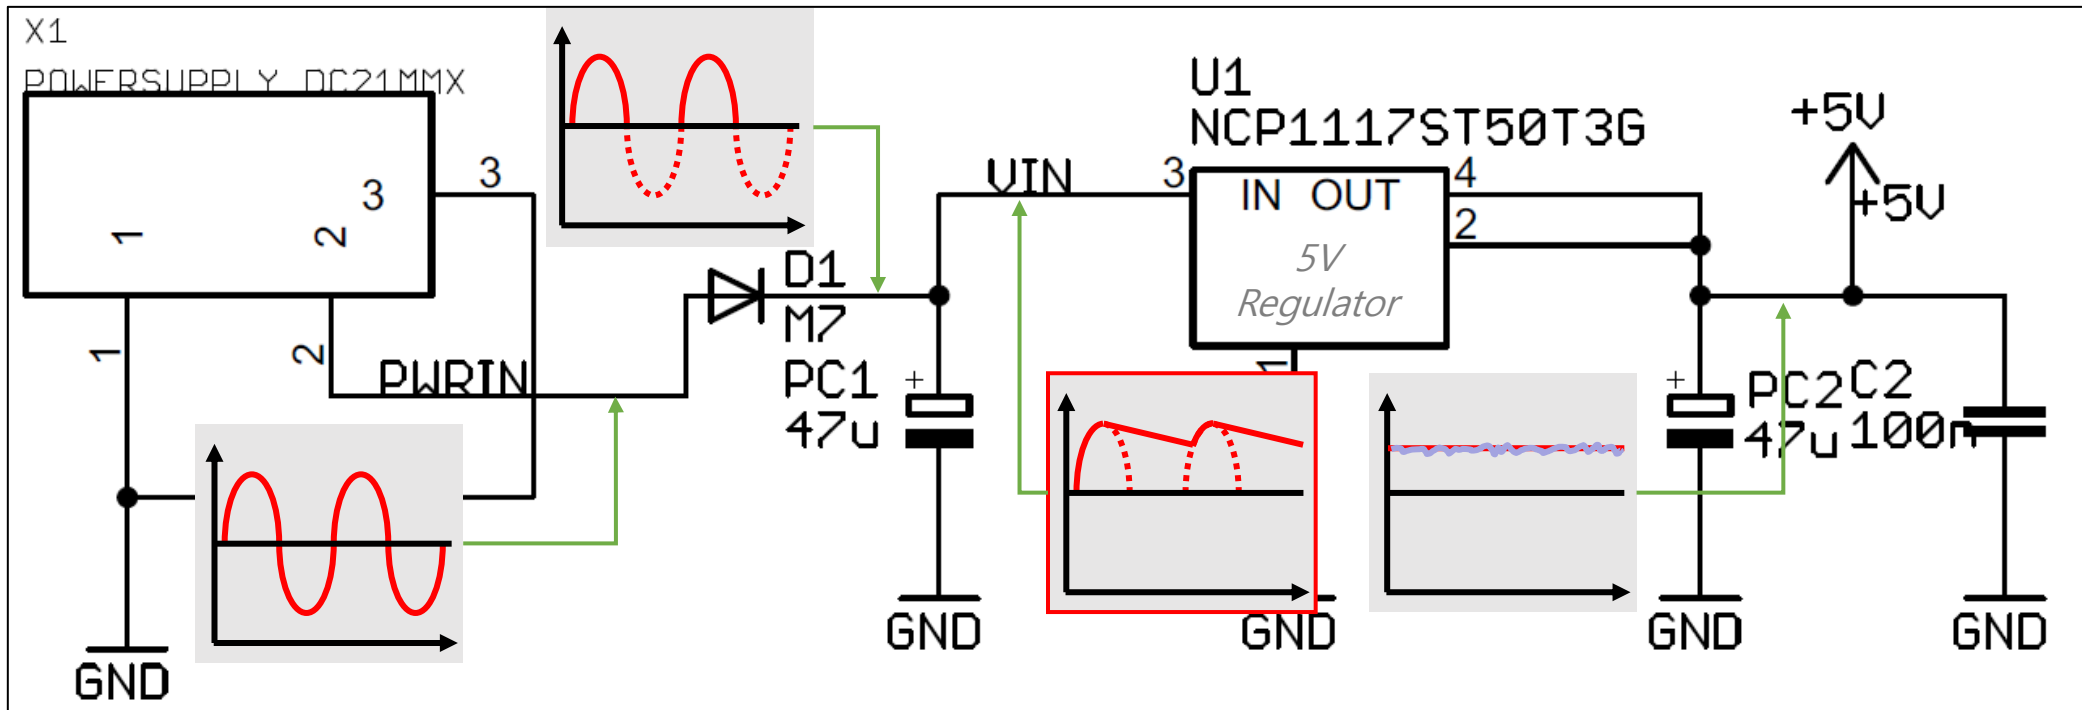 X1
POWERSUPPLY_DC21MMX
3
3
1
2
1
2
PWRIN
GND
D1
M7
PC1
47u
+
GND
VIN
U1
NCP1117ST50T3G
3
IN OUT
4
2
5V
Regulator
1
GND
+5V
+5V
+
PC2
47u
C2
100n
GND
GND